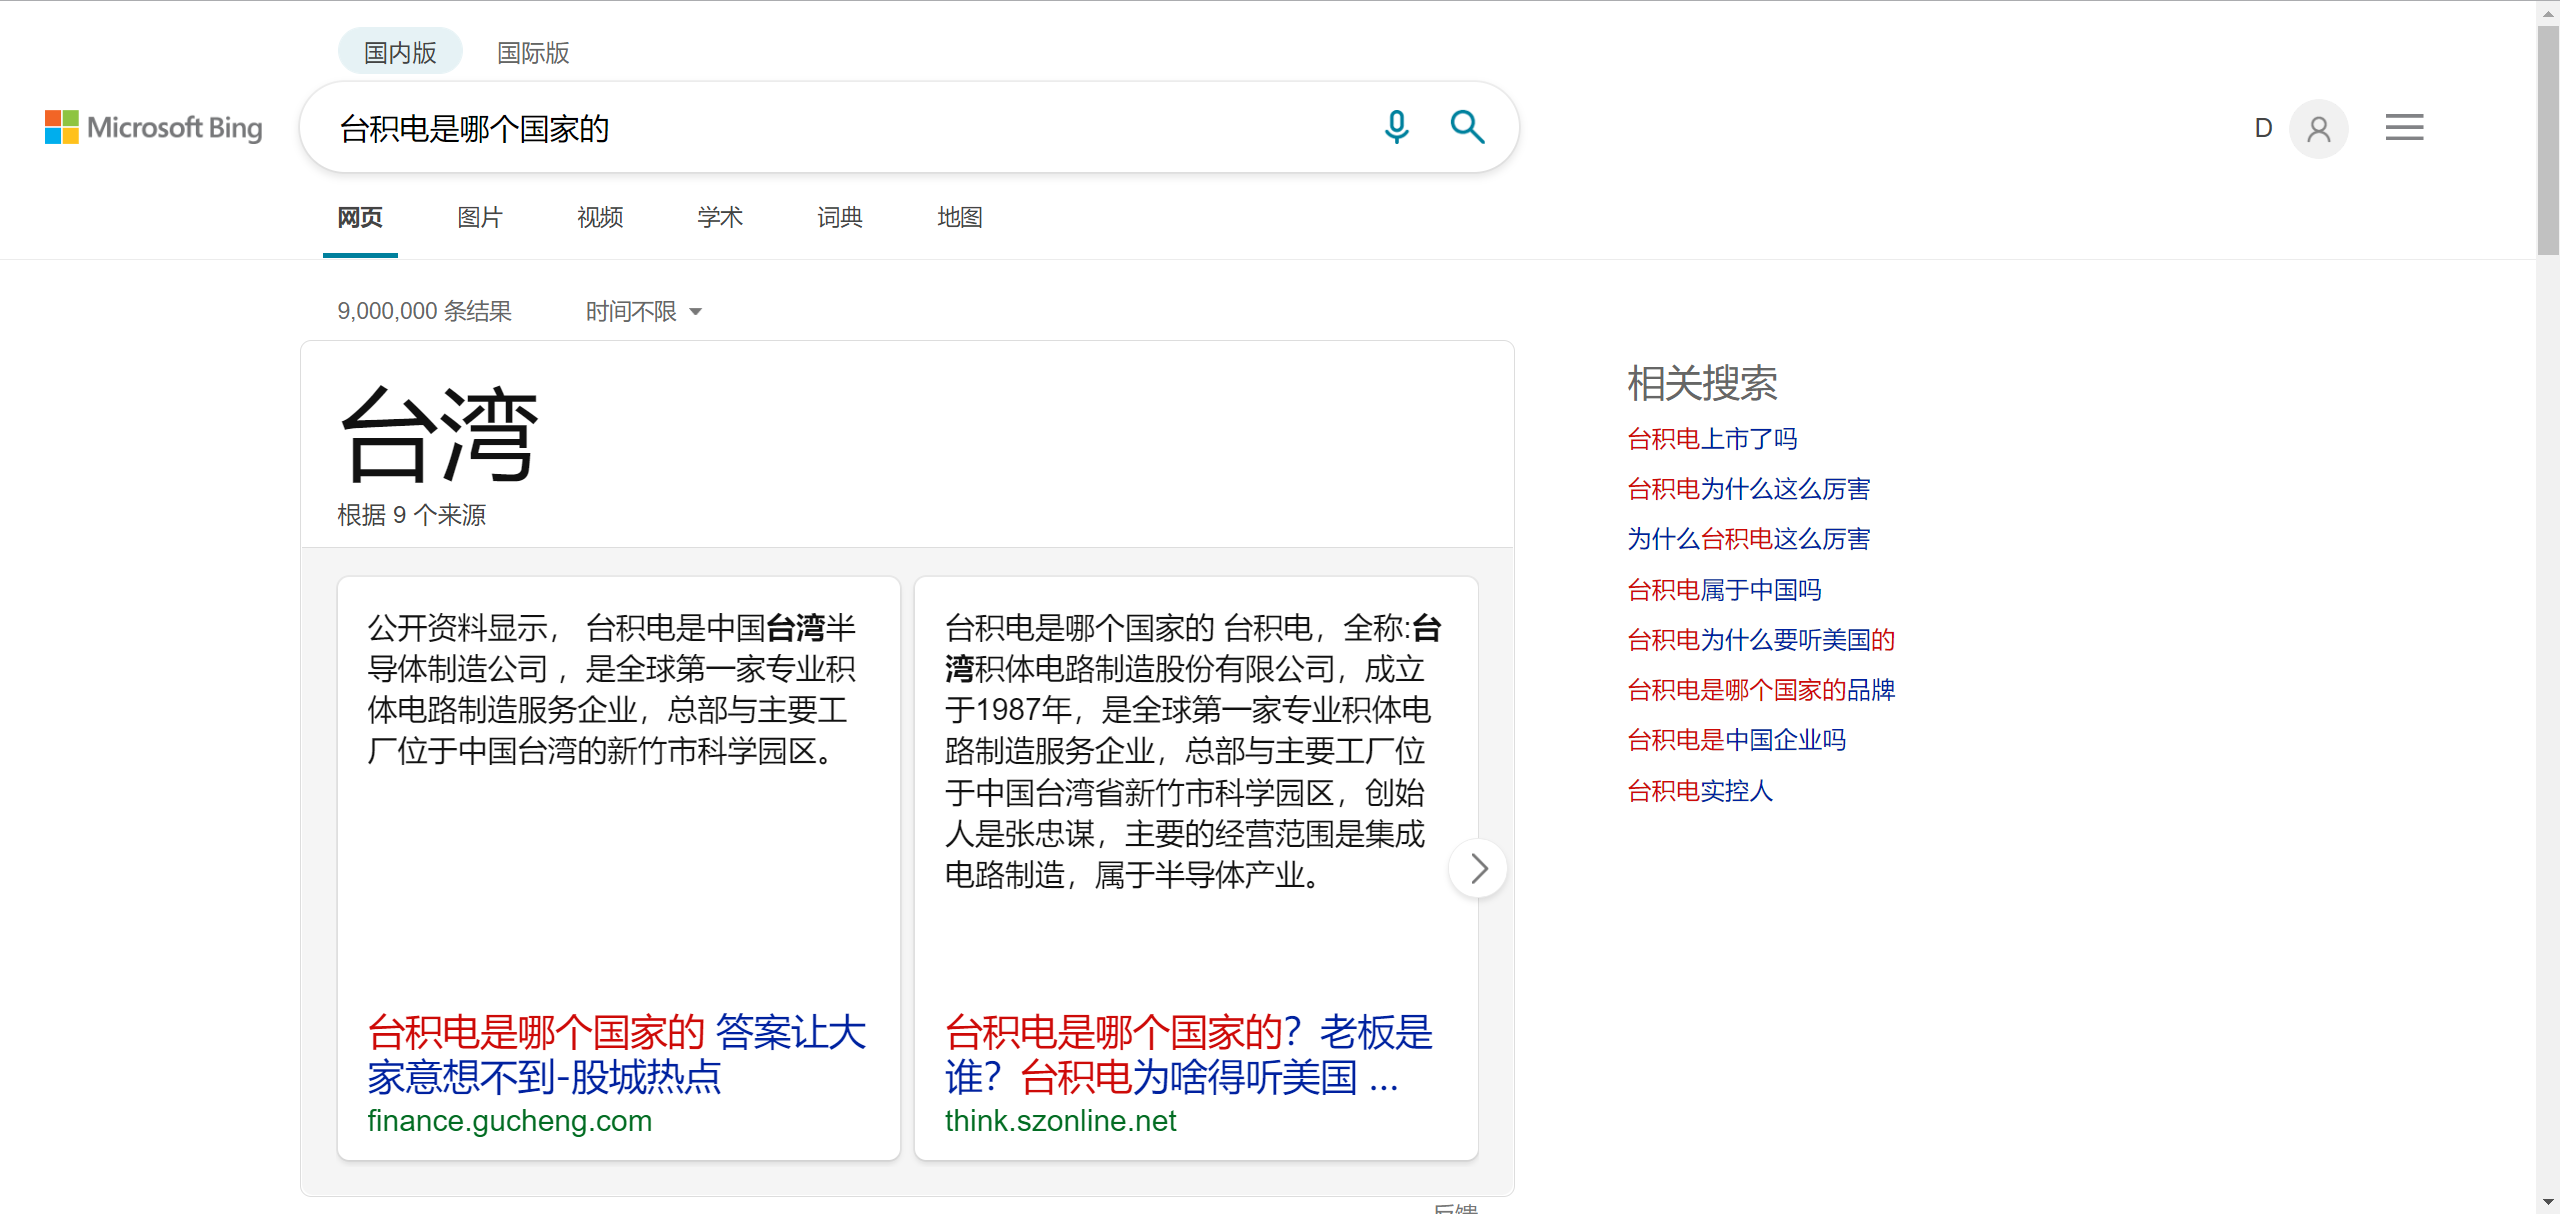 国内版 国际版
Microsoft Bing
台积电是哪个国家的
D
网页 图片 视频 学术 词典 地图
9,000,000 条结果 时间不限
台湾
根据 9 个来源
公开资料显示， 台积电是中国台湾半
导体制造公司 ，是全球第一家专业积
体电路制造服务企业，总部与主要工
厂位于中国台湾的新竹市科学园区。
台积电是哪个国家的 答案让大
家意想不到-股城热点
finance.gucheng.com
台积电是哪个国家的 台积电，全称:台
湾积体电路制造股份有限公司，成立
于1987年，是全球第一家专业积体电
路制造服务企业，总部与主要工厂位
于中国台湾省新竹市科学园区，创始
人是张忠谋，主要的经营范围是集成
电路制造，属于半导体产业。
台积电是哪个国家的？老板是
谁？台积电为啥得听美国 ...
think.szonline.net
反馈
相关搜索
台积电上市了吗
台积电为什么这么厉害
为什么台积电这么厉害
台积电属于中国吗
台积电为什么要听美国的
台积电是哪个国家的品牌
台积电是中国企业吗
台积电实控人